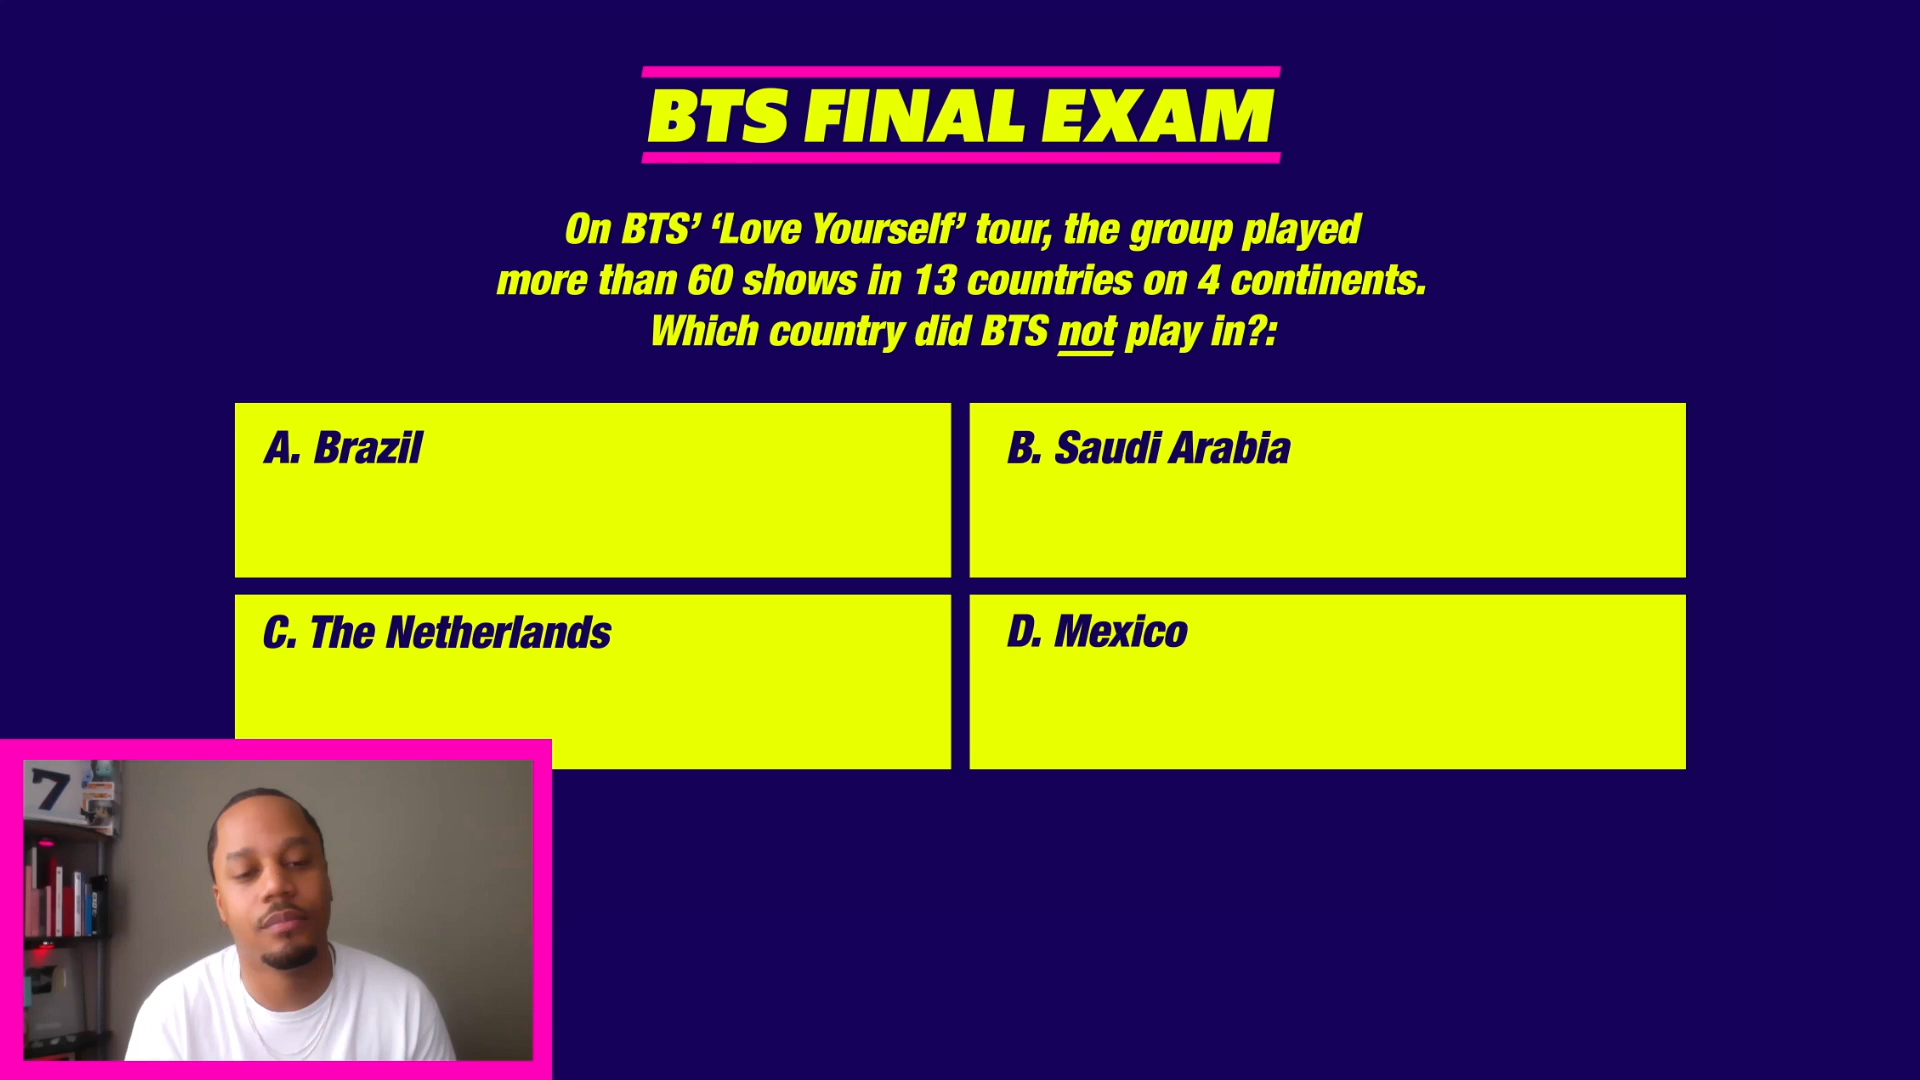 BTS FINAL EXAM
On BTS’ ‘Love Yourself’ tour, the group played
more than 60 shows in 13 countries on 4 continents.
Which country did BTS not play in?:
A. Brazil
B. Saudi Arabia
C. The Netherlands
D. Mexico
7